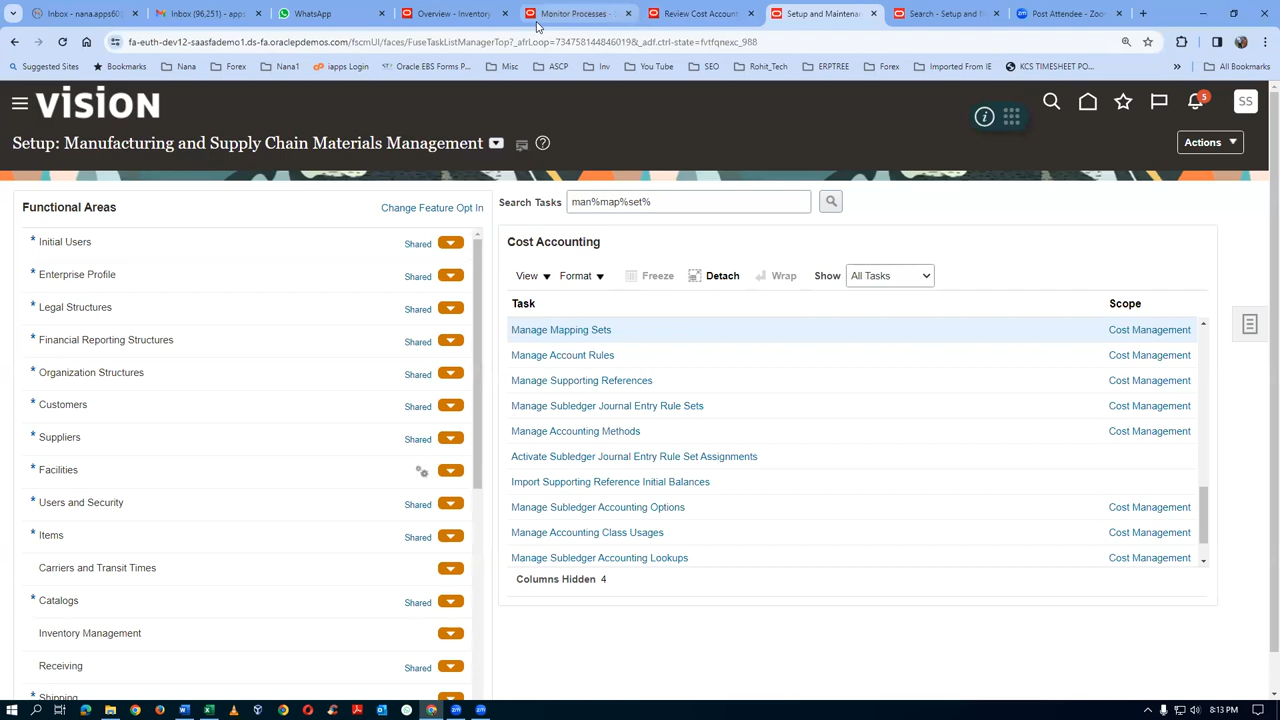 Inbox (96,251) - nana.apps60
Inbox (96,251) - apps
WhatsApp
Overview - Inventory
Monitor Processes -
Review Cost Accoun
Setup and Maintena
Search - Setup and
Post Attendee - Zoo
fa-euth-dev12-saasfademo1.ds-fa.oraclepdemos.com/fscmUI/faces/FuseTaskListManagerTop?_afrLoop=734758144846019&_adf.ctrl-state=fvtfqnexc_988
Suggested Sites
Bookmarks
Nana
Forex
Nana1
iapps Login
Oracle EBS Forms P...
Misc
ASCP
Inv
You Tube
SEO
Rohit_Tech
ERPTREE
Forex
Imported From IE
KCS TIMESHEET PO...
»
All Bookmarks
VISION
5
SS
Setup: Manufacturing and Supply Chain Materials Management
Actions
Functional Areas
Change Feature Opt In
* Initial Users Shared
* Enterprise Profile Shared
* Legal Structures Shared
* Financial Reporting Structures Shared
* Organization Structures Shared
* Customers Shared
* Suppliers Shared
* Facilities
* Users and Security Shared
* Items Shared
Carriers and Transit Times
* Catalogs Shared
Inventory Management
Receiving Shared
* Shipping
Search Tasks man%map%set%
Cost Accounting
View Format Freeze Detach Wrap Show All Tasks
Task Scope
Manage Mapping Sets Cost Management
Manage Account Rules Cost Management
Manage Supporting References Cost Management
Manage Subledger Journal Entry Rule Sets Cost Management
Manage Accounting Methods Cost Management
Activate Subledger Journal Entry Rule Set Assignments
Import Supporting Reference Initial Balances
Manage Subledger Accounting Options Cost Management
Manage Accounting Class Usages Cost Management
Manage Subledger Accounting Lookups Cost Management
Columns Hidden 4
8:13 PM